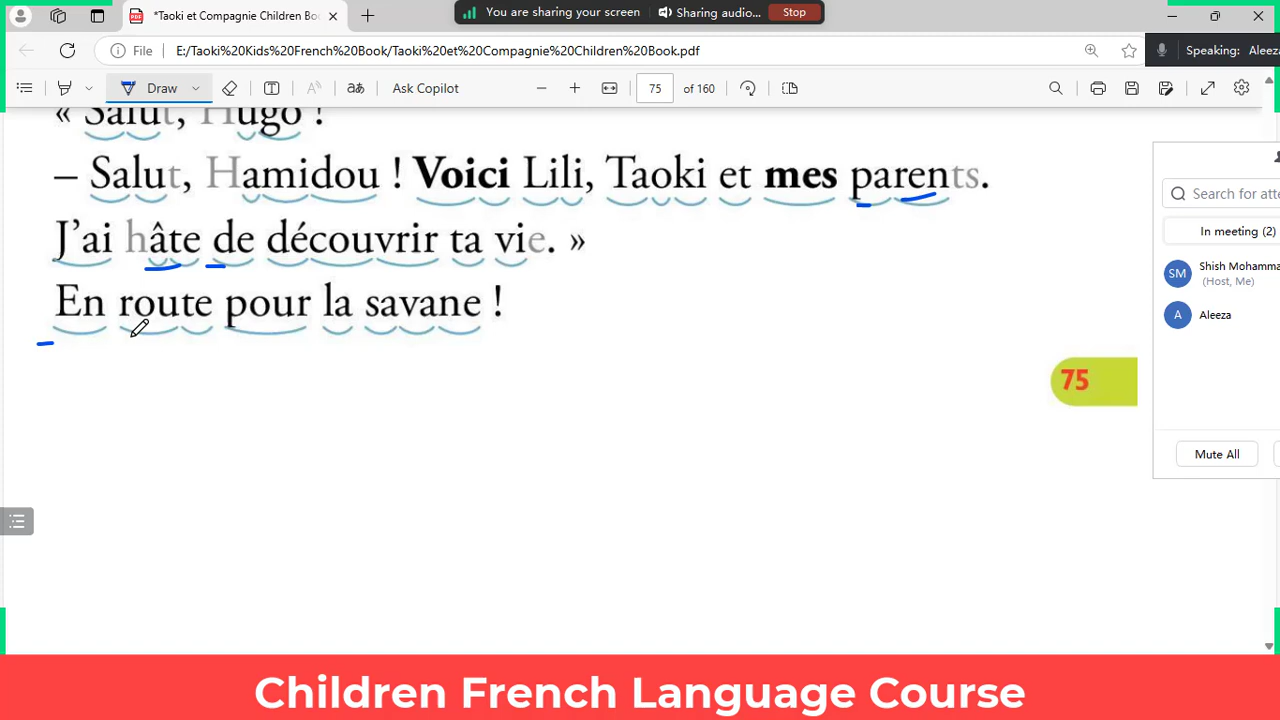 *Taoki et Compagnie Children Bo
You are sharing your screen
Sharing audio...
Stop
File
E:/Taoki%20Kids%20French%20Book/Taoki%20et%20Compagnie%20Children%20Book.pdf
Speaking: Aleeza
Draw
Ask Copilot
75 of 160
« Salut, Hugo !
– Salut, Hamidou ! Voici Lili, Taoki et mes parents.
J'ai hâte de découvrir ta vie. »
En route pour la savane !
75
Search for atte
In meeting (2)
SM
Shish Mohamma
(Host, Me)
A
Aleeza
Mute All
Children French Language Course